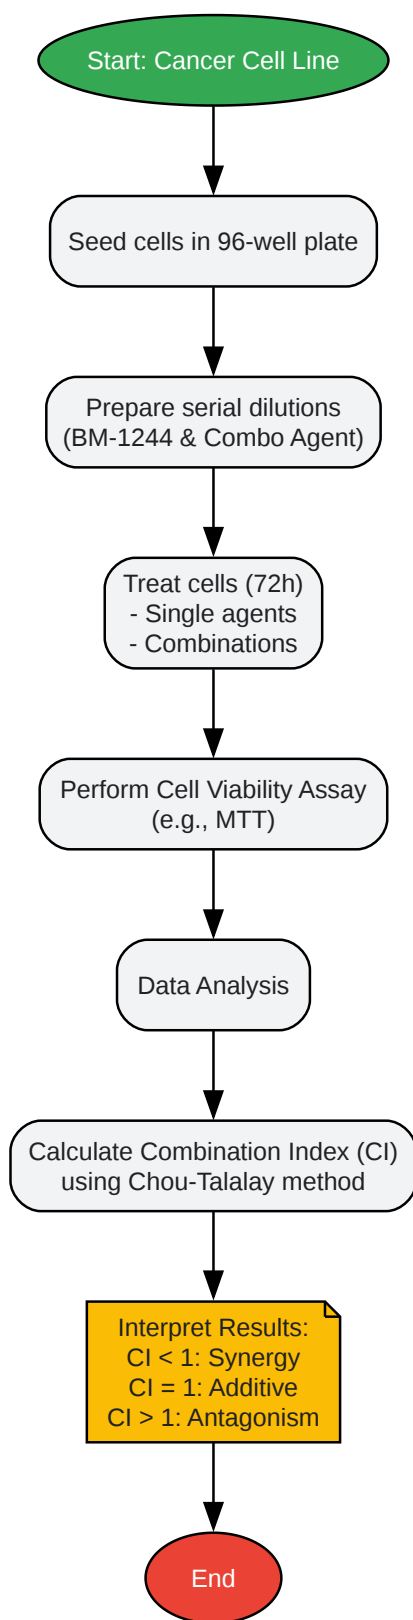 Start: Cancer Cell Line
Seed cells in 96-well plate
Prepare serial dilutions
(BM-1244 & Combo Agent)
Treat cells (72h)
- Single agents
- Combinations
Perform Cell Viability Assay
(e.g., MTT)
Data Analysis
Calculate Combination Index (CI)
using Chou-Talalay method
Interpret Results:
CI < 1: Synergy
CI = 1: Additive
CI > 1: Antagonism
End